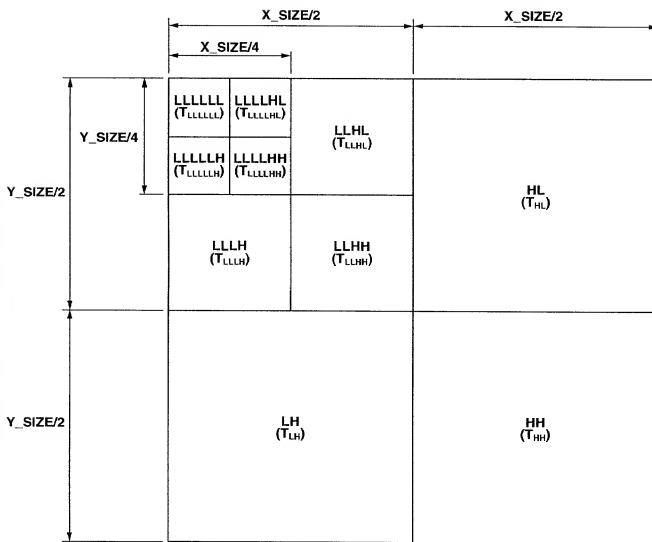 X_SIZE/2
X_SIZE/2
X_SIZE/4
Y_SIZE/4
Y_SIZE/2
LLLLLL
(TLLLLLL)
LLLLHL
(TLLLLHL)
LLLLLH
(TLLLLLH)
LLLLHH
(TLLLLHH)
LLHL
(TLLHL)
HL
(THL)
LLLH
(TLLLH)
LLHH
(TLLHH)
Y_SIZE/2
LH
(TLH)
HH
(THH)